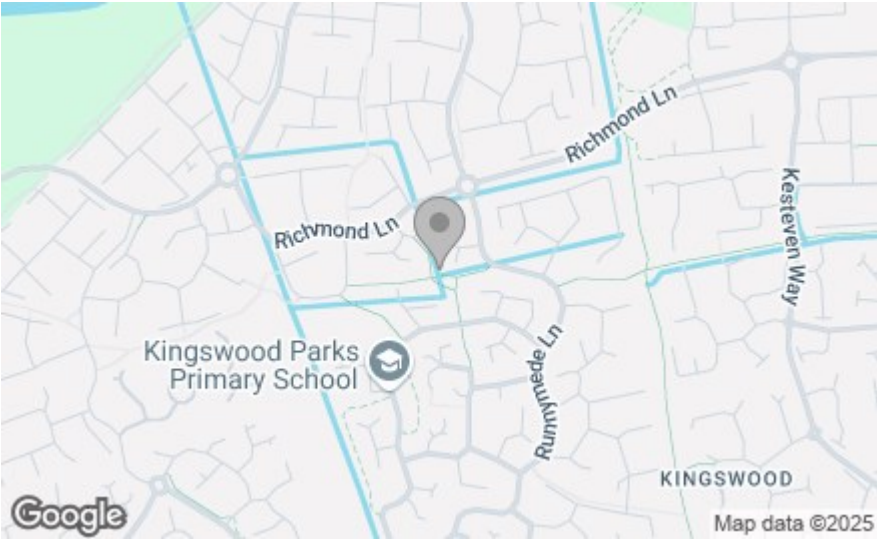 Richmond Ln
Kesteven Way
Richmond Ln
Kingswood Parks
Primary School
Runnymede Ln
KINGSWOOD
Google
Map data ©2025